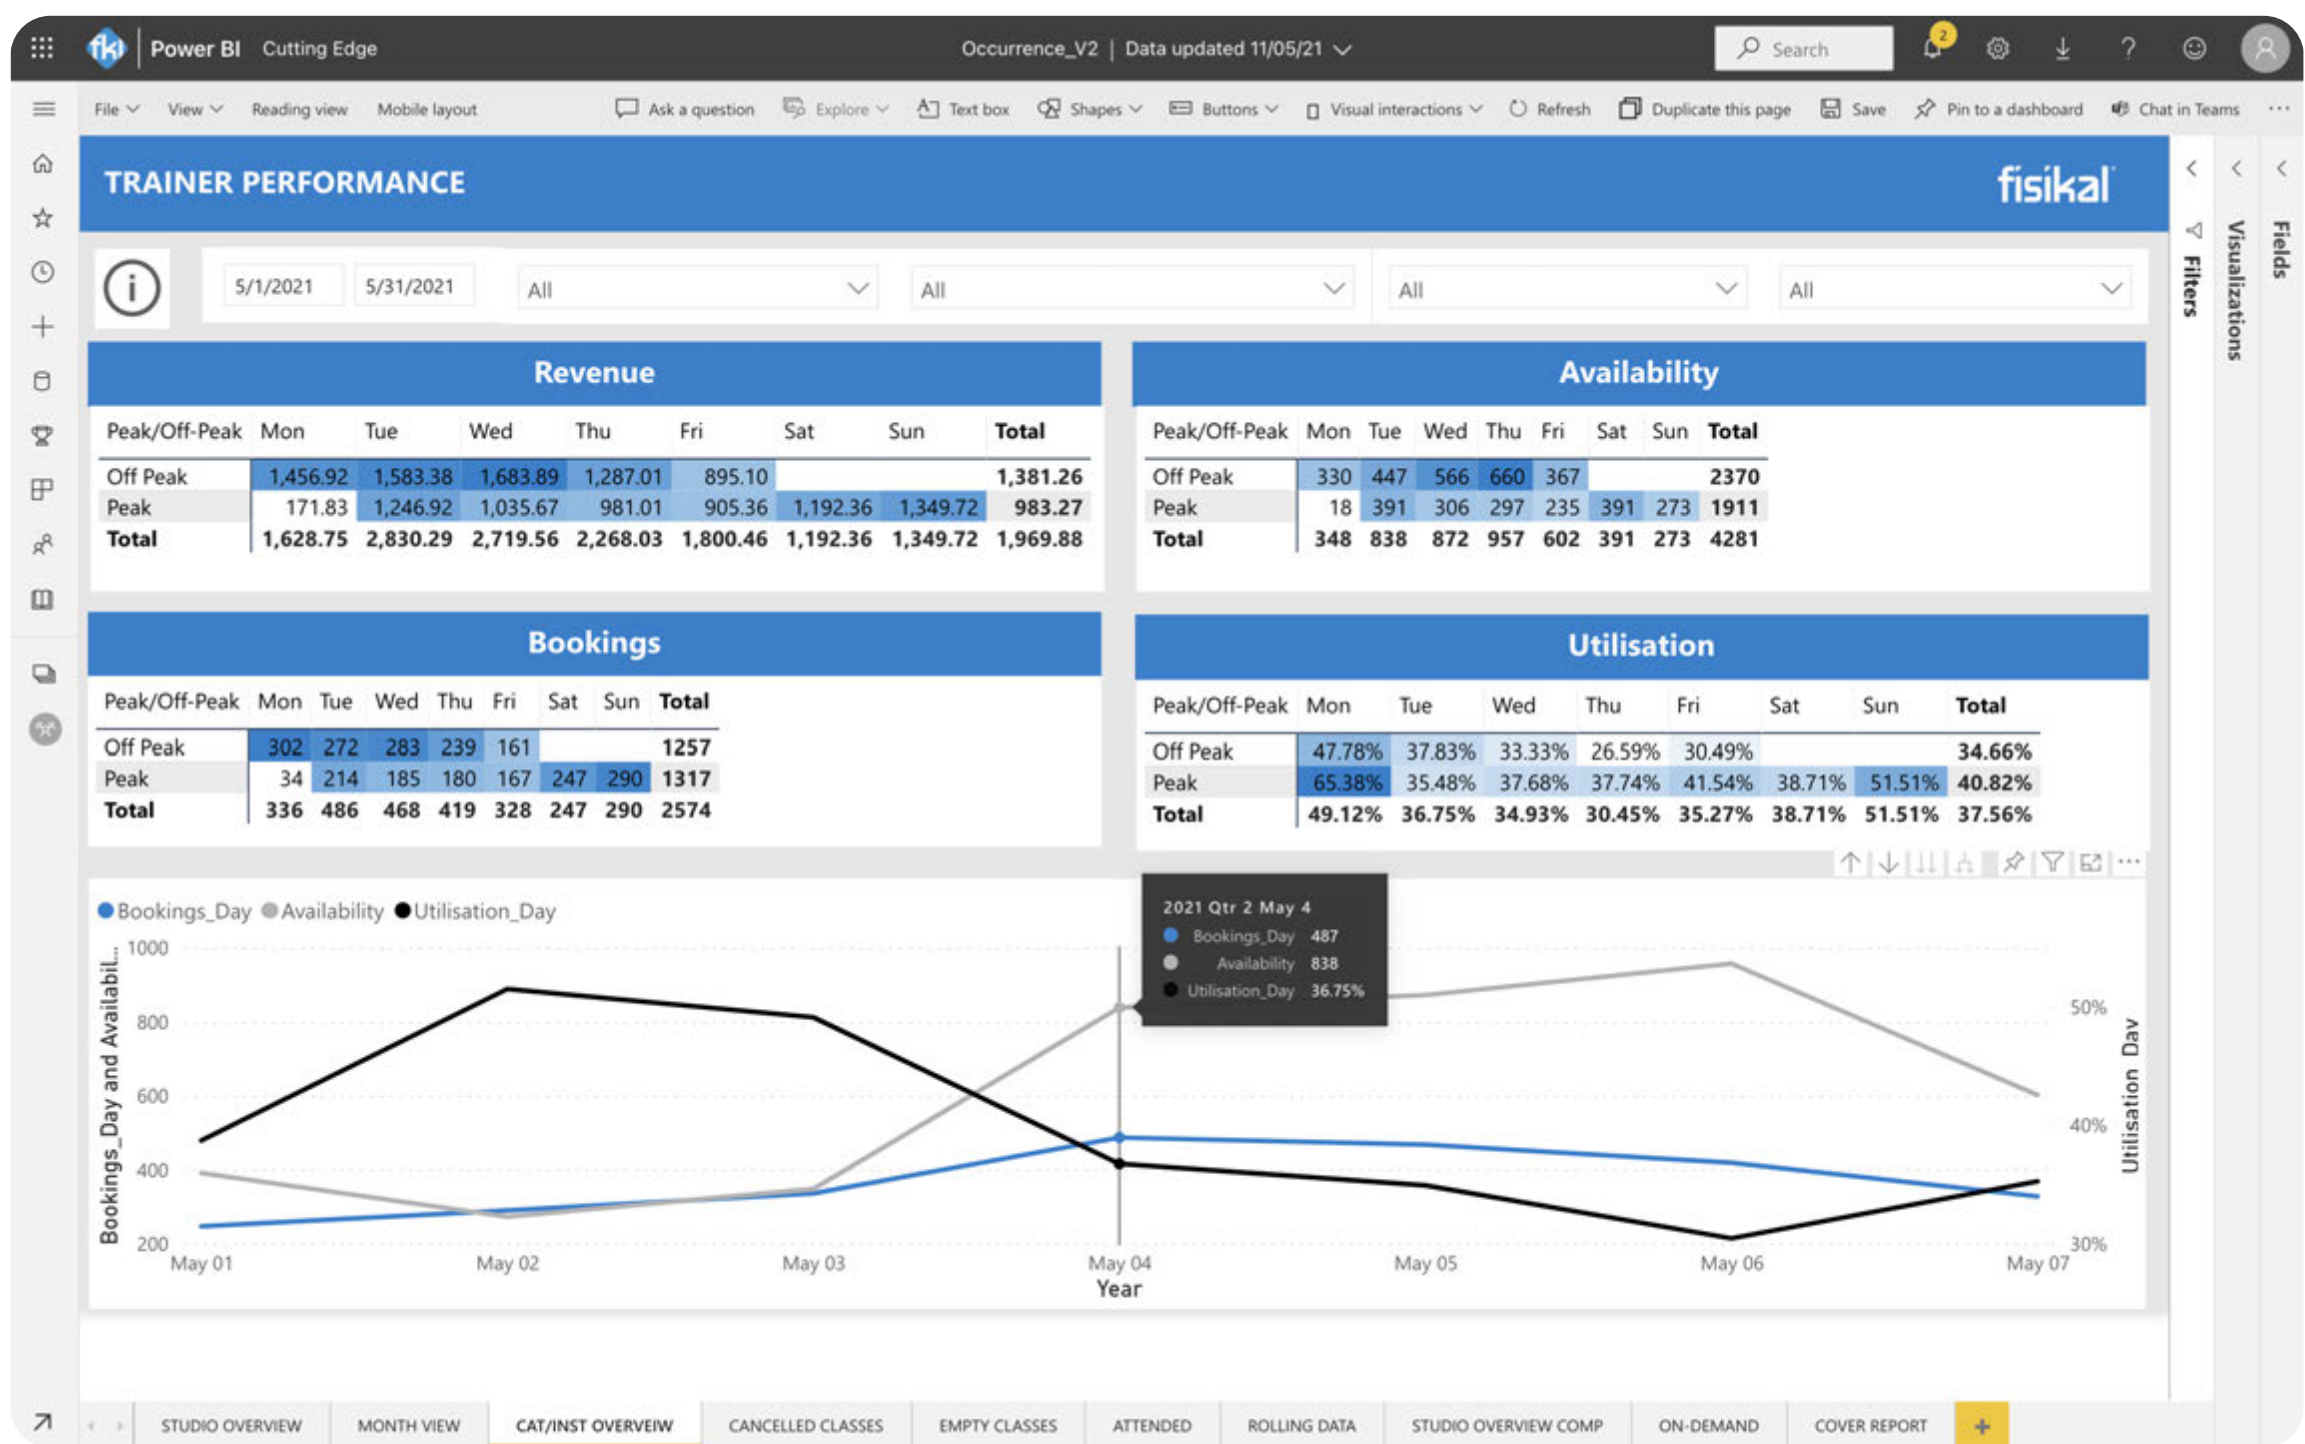 Power BI Cutting Edge Occurrence_V2 | Data updated 11/05/21 Search 2
File View Reading view Mobile layout Ask a question Explore Text box Shapes Buttons Visual interactions Refresh Duplicate this page Save Pin to a dashboard Chat in Teams ...
TRAINER PERFORMANCE fisikal
5/1/2021 5/31/2021 All All All All
Filters
Visualizations
Fields
Revenue
Peak/Off-Peak Mon Tue Wed Thu Fri Sat Sun Total
Off Peak 1,456.92 1,583.38 1,683.89 1,287.01 895.10 1,381.26
Peak 171.83 1,246.92 1,035.67 981.01 905.36 1,192.36 1,349.72 983.27
Total 1,628.75 2,830.29 2,719.56 2,268.03 1,800.46 1,192.36 1,349.72 1,969.88
Availability
Peak/Off-Peak Mon Tue Wed Thu Fri Sat Sun Total
Off Peak 330 447 566 660 367 2370
Peak 18 391 306 297 235 391 273 1911
Total 348 838 872 957 602 391 273 4281
Bookings
Peak/Off-Peak Mon Tue Wed Thu Fri Sat Sun Total
Off Peak 302 272 283 239 161 1257
Peak 34 214 185 180 167 247 290 1317
Total 336 486 468 419 328 247 290 2574
Utilisation
Peak/Off-Peak Mon Tue Wed Thu Fri Sat Sun Total
Off Peak 47.78% 37.83% 33.33% 26.59% 30.49% 34.66%
Peak 65.38% 35.48% 37.68% 37.74% 41.54% 38.71% 51.51% 40.82%
Total 49.12% 36.75% 34.93% 30.45% 35.27% 38.71% 51.51% 37.56%
Bookings_Day Availability Utilisation_Day
2021 Qtr 2 May 4
Bookings_Day 487
Availability 838
Utilisation_Day 36.75%
Bookings_Day and Availabil...
1000
800
600
400
200
50%
40%
30%
Utilisation_Day
May 01 May 02 May 03 May 04 May 05 May 06 May 07
Year
STUDIO OVERVIEW MONTH VIEW CAT/INST OVERVEIW CANCELLED CLASSES EMPTY CLASSES ATTENDED ROLLING DATA STUDIO OVERVIEW COMP ON-DEMAND COVER REPORT +